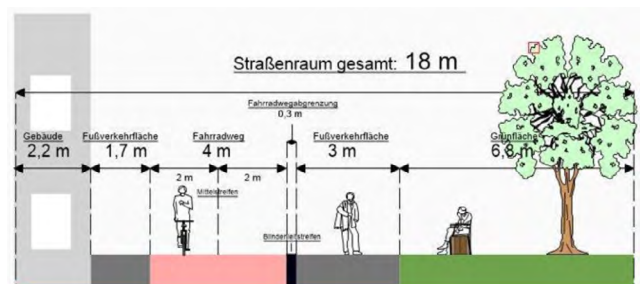 Straßenraum gesamt: 18 m
Fahrradwegabgrenzung
0,3 m
Gebäude Fußverkehrfläche Fahrradweg Fußverkehrfläche Grünfläche
2,2 m 1,7 m 4 m 3 m 6,8 m
2 m 2 m
Mittelstreifen
Blindenleitstreifen